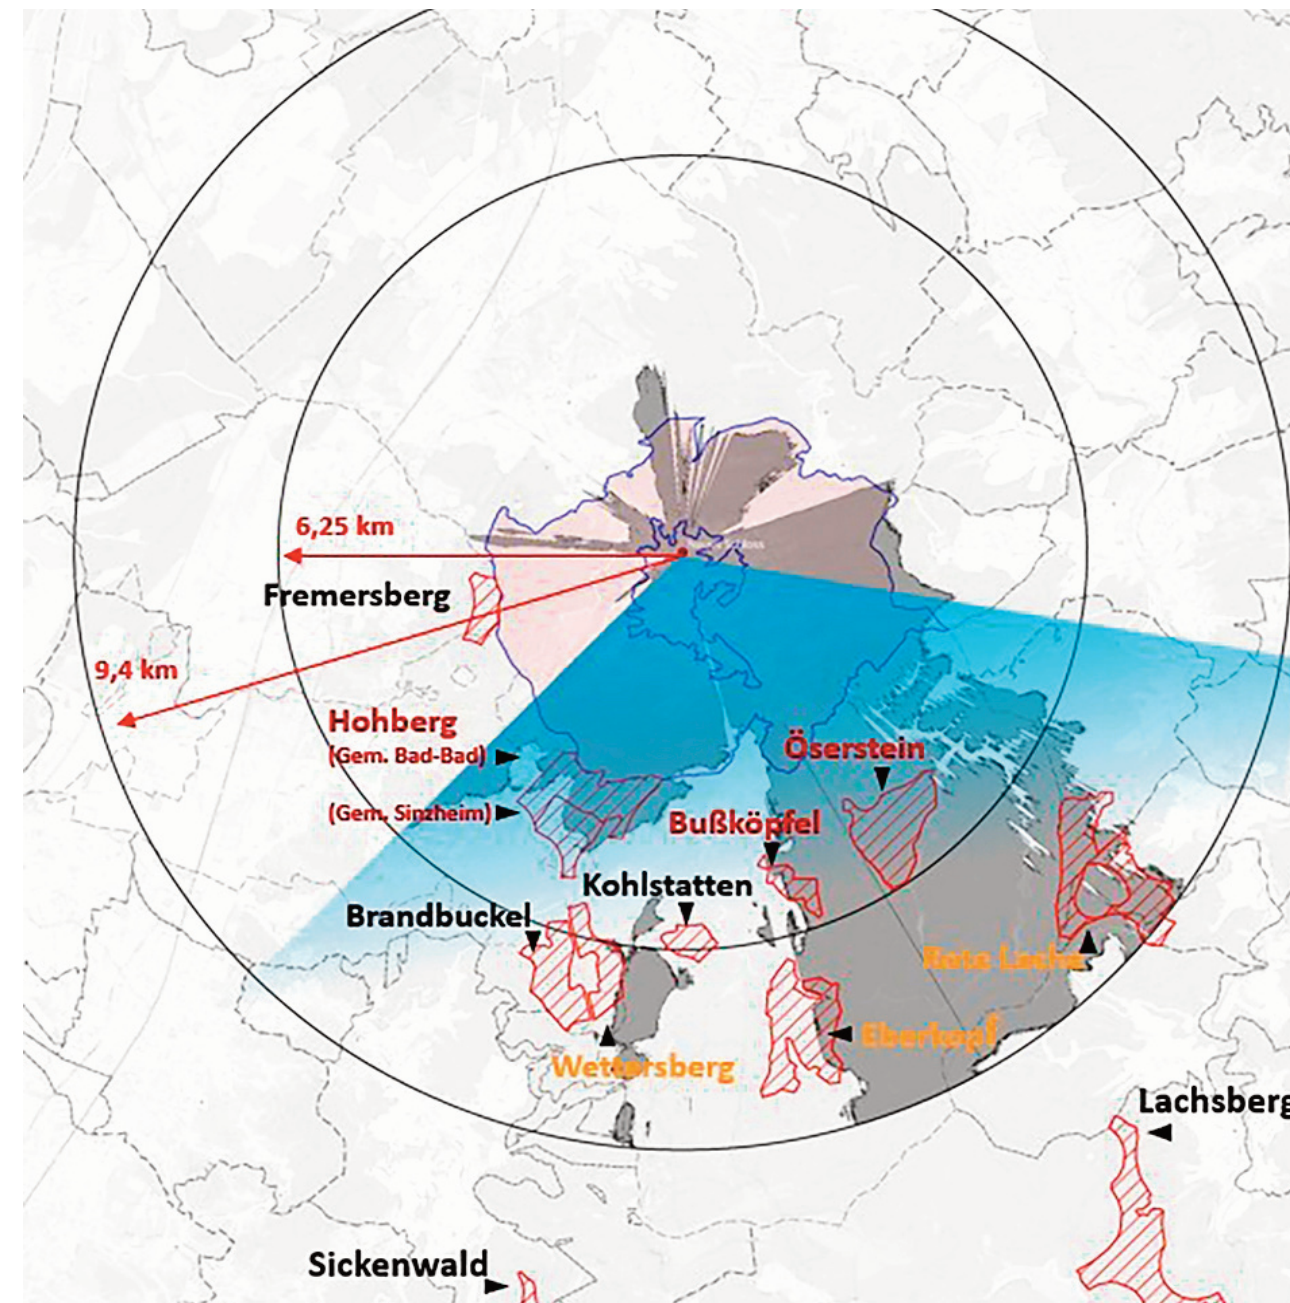 6,25 km
Fremersberg
9,4 km
Hohberg
(Gem. Bad-Bad)
(Gem. Sinzheim)
Öserstein
Bußköpfel
Kohlstatten
Brandbuckel
Rote Lache
Eberkopf
Wettersberg
Lachsberg
Sickenwald